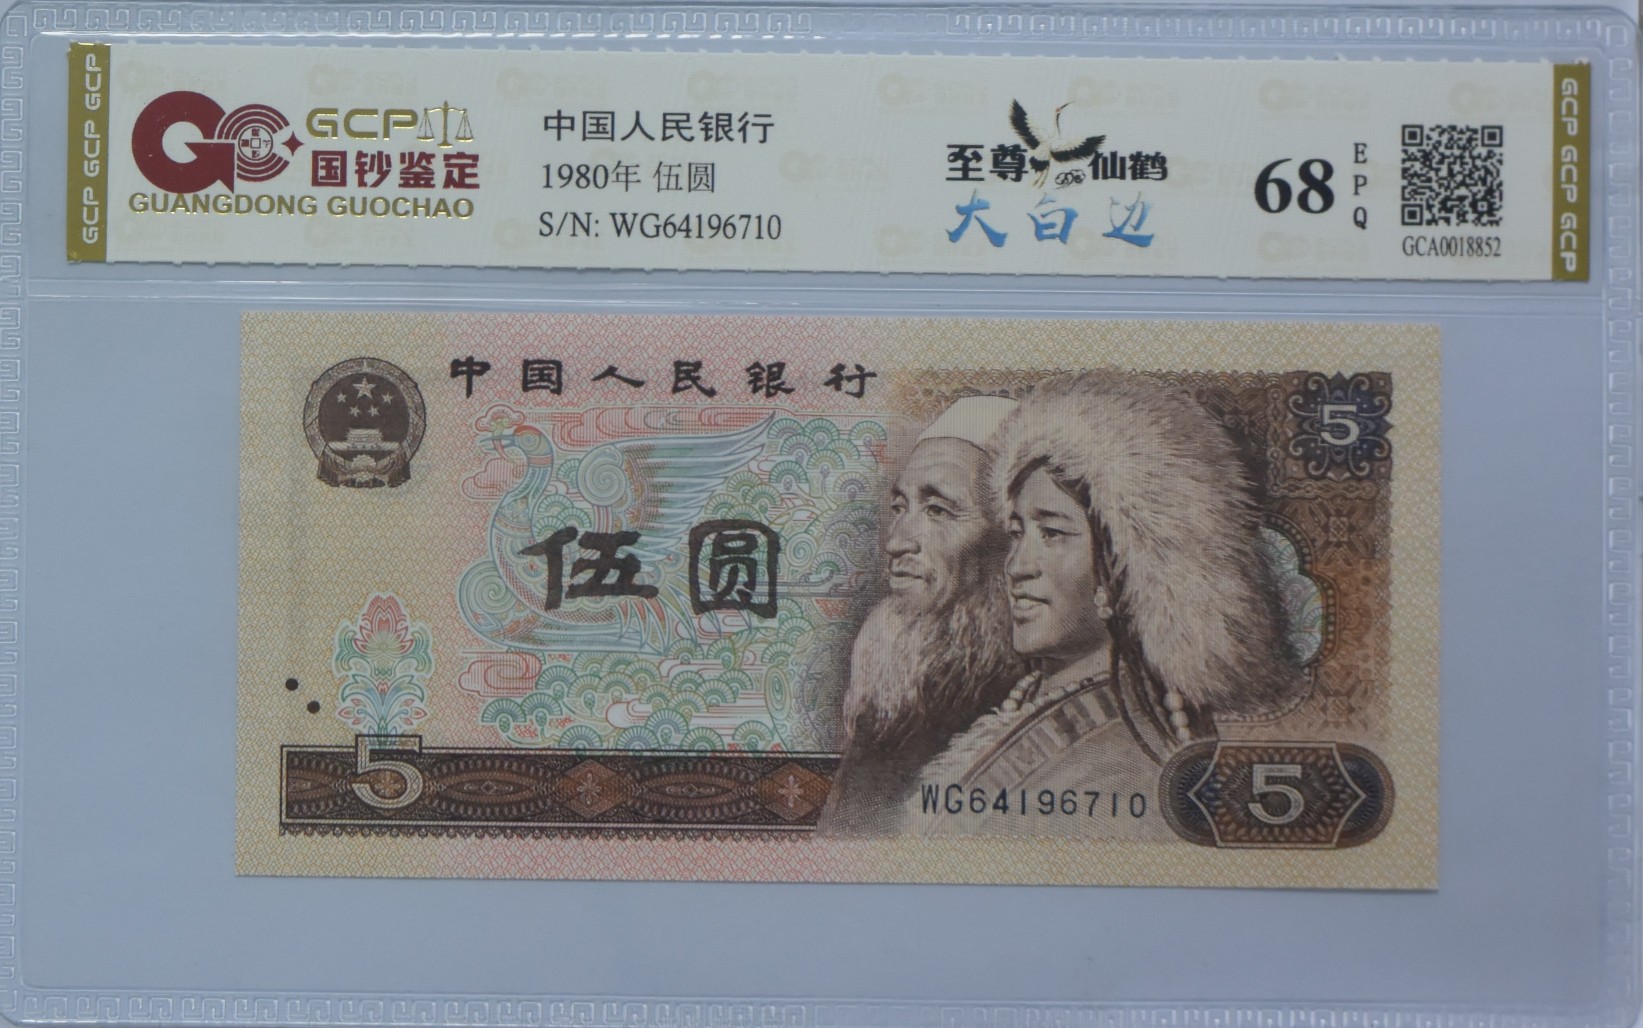 GCP GCP GCP
GCP
国钞鉴定
GUANGDONG GUOCHAO
中国人民银行
1980年 伍圆
S/N: WG64196710
至尊 仙鹤
大白边
68
EPQ
GCA0018852
GCP GCP GCP
中国人民银行
5
伍圆
5
WG64196710
5